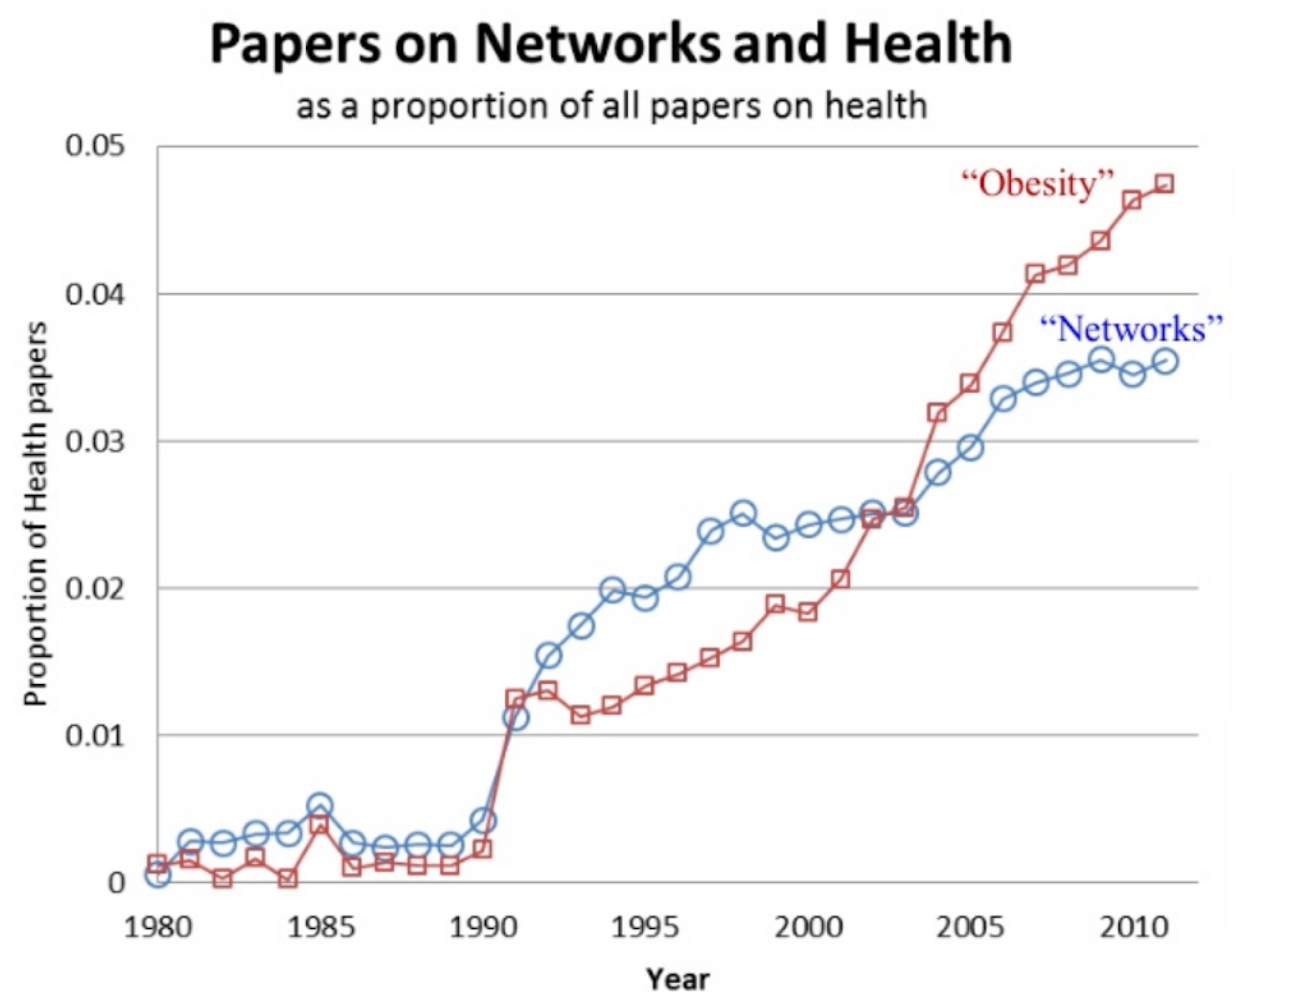 Papers on Networks and Health
as a proportion of all papers on health
0.05
0.04
0.03
0.02
0.01
0
Proportion of Health papers
“Obesity”
“Networks”
1980 1985 1990 1995 2000 2005 2010
Year